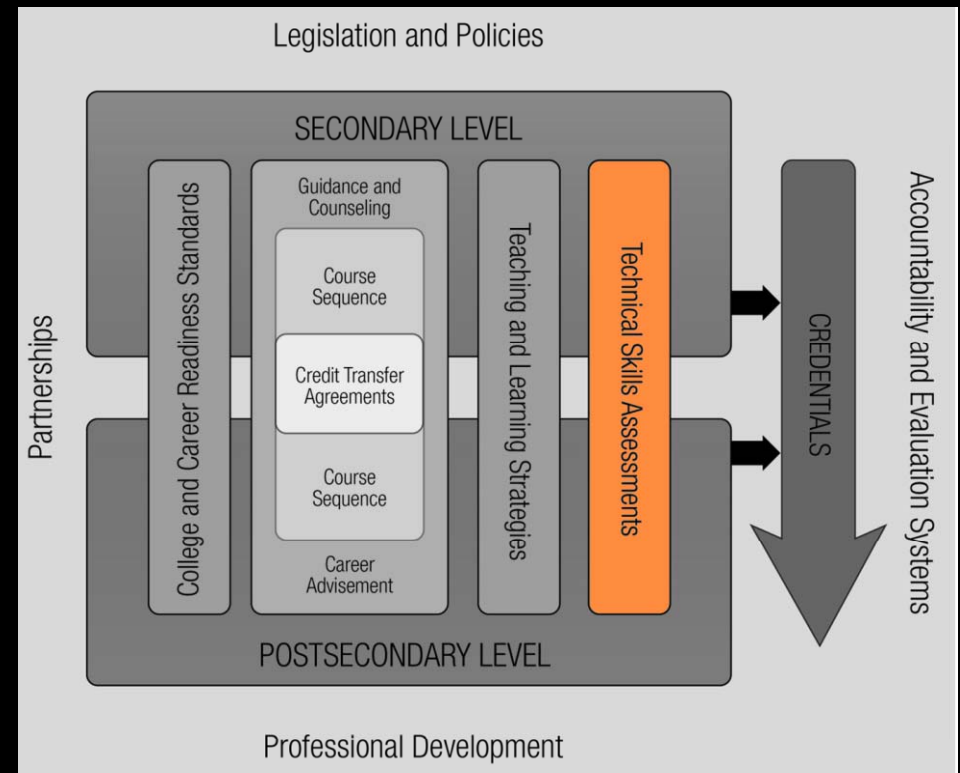 Legislation and Policies
SECONDARY LEVEL
College and Career Readiness Standards
Guidance and
Counseling
Course
Sequence
Credit Transfer
Agreements
Course
Sequence
Career
Advisement
Teaching and Learning Strategies
Technical Skills Assessments
POSTSECONDARY LEVEL
CREDENTIALS
Partnerships
Accountability and Evaluation Systems
Professional Development